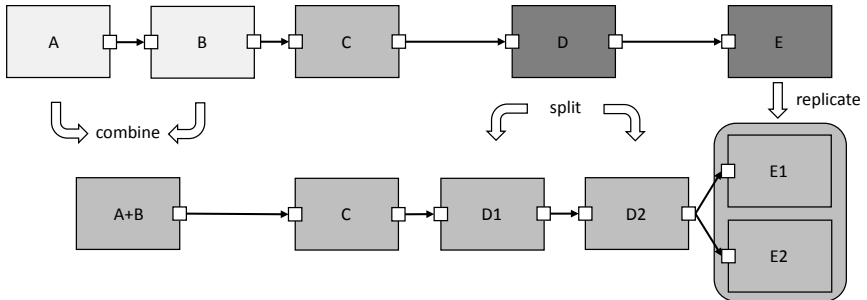 A
B
C
D
E
combine
split
replicate
A+B
C
D1
D2
E1
E2